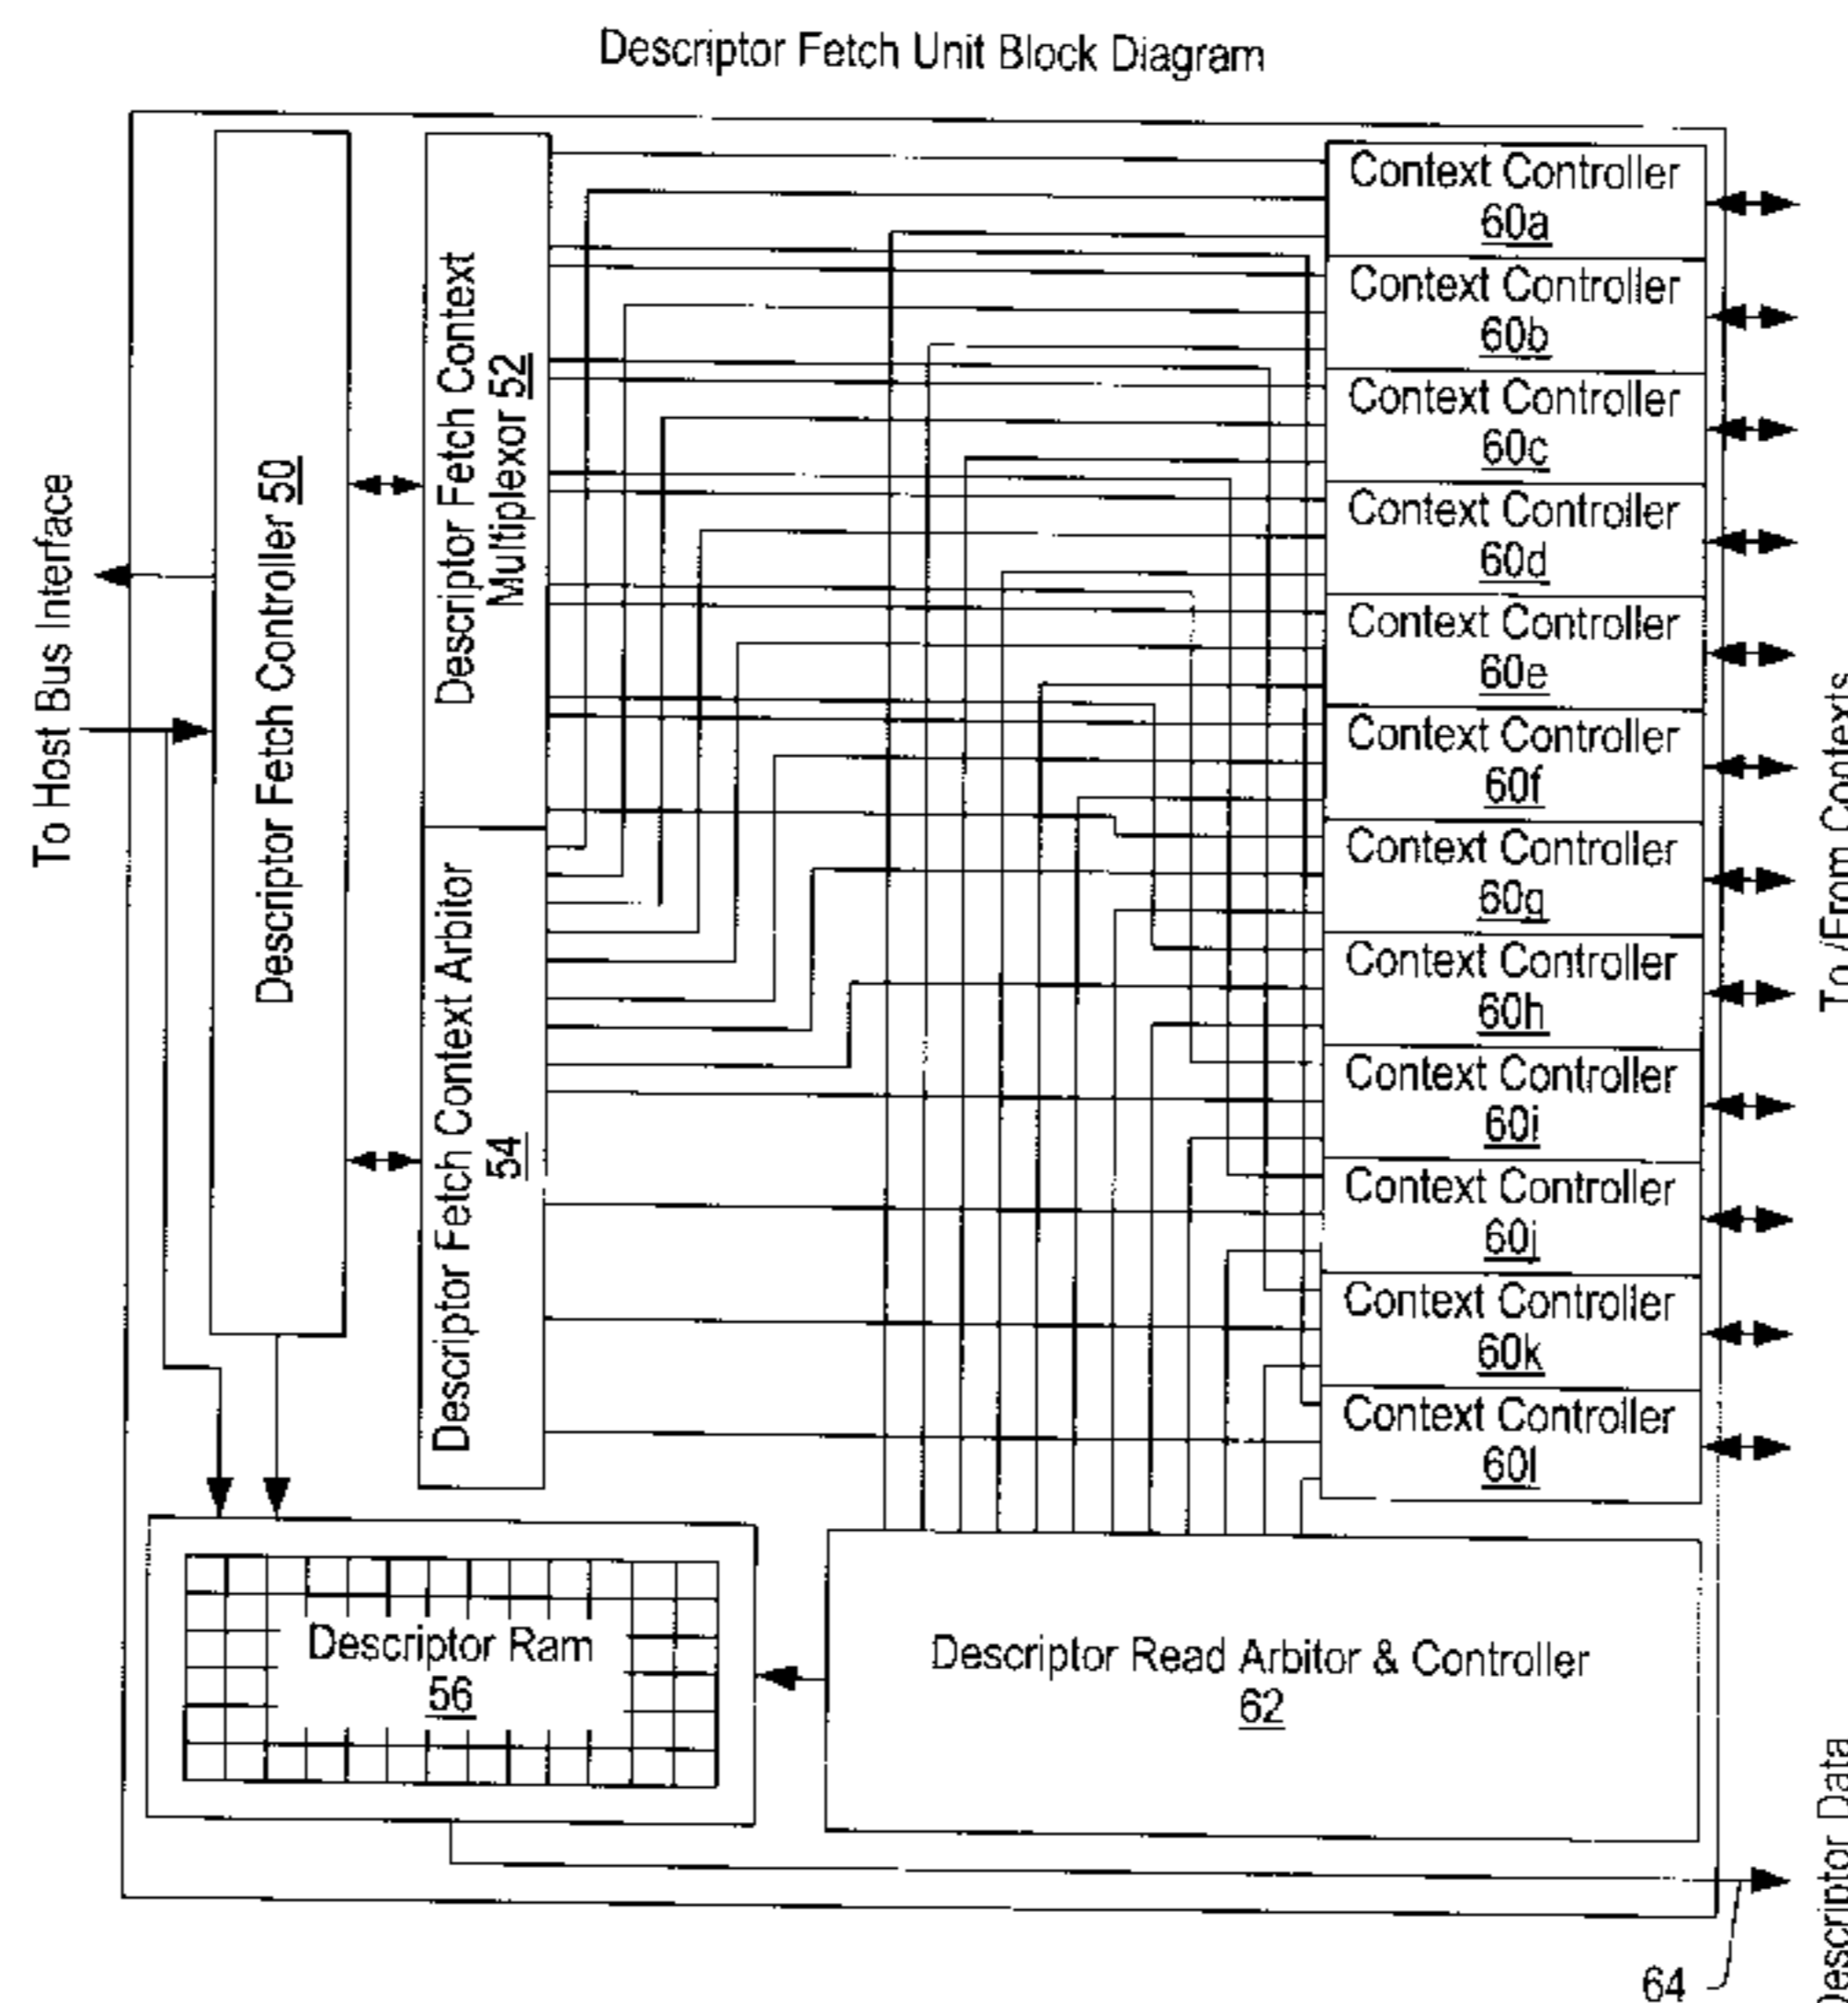 Descriptor Fetch Unit Block Diagram
To Host Bus Interface
Descriptor Fetch Controller 50
Descriptor Fetch Context
Multiplexor 52
Descriptor Fetch Context Arbitor
54
Context Controller
60a
Context Controller
60b
Context Controller
60c
Context Controller
60d
Context Controller
60e
Context Controller
60f
Context Controller
60g
Context Controller
60h
Context Controller
60i
Context Controller
60j
Context Controller
60k
Context Controller
60l
To/From Contexts
Descriptor Ram
56
Descriptor Read Arbitor & Controller
62
Descriptor Data
64